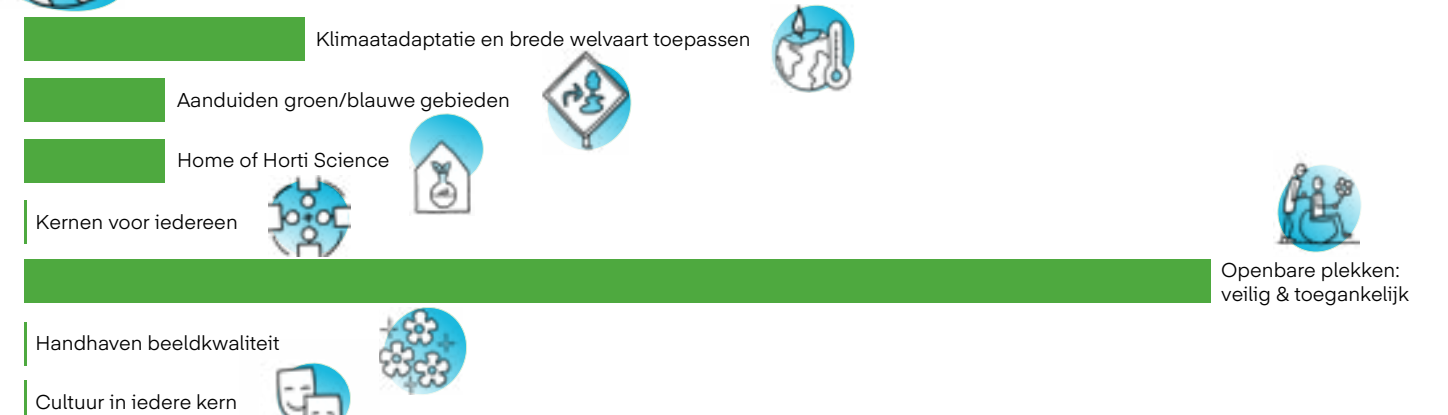 Klimaatadaptatie en brede welvaart toepassen
Aanduiden groen/blauwe gebieden
Home of Horti Science
Kernen voor iedereen
Openbare plekken:
veilig & toegankelijk
Handhaven beeldkwaliteit
Cultuur in iedere kern